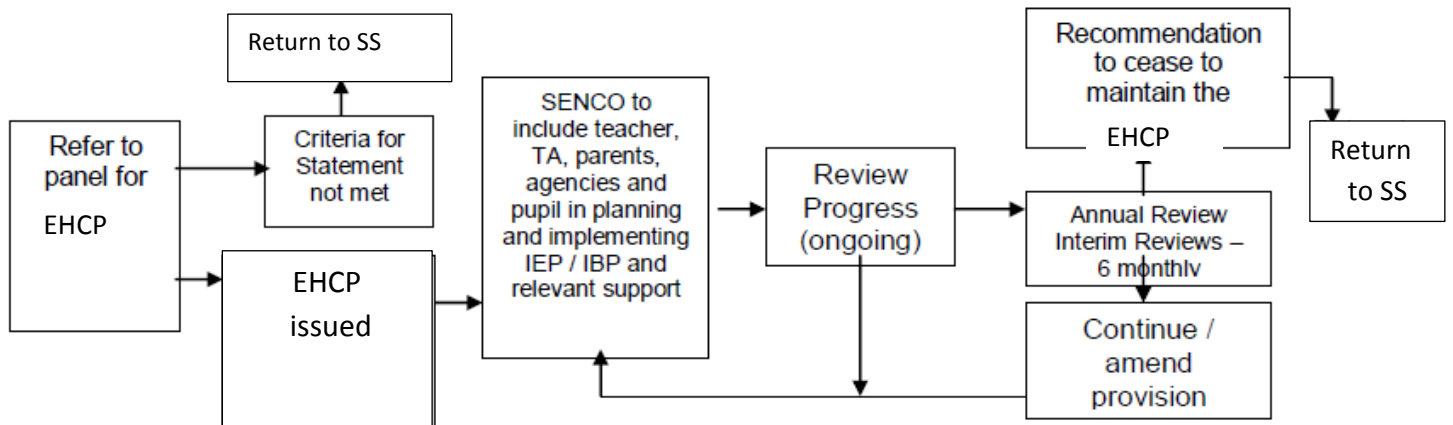 Refer to
panel for
EHCP
Return to SS
Criteria for
Statement
not met
EHCP
issued
SENCO to
include teacher,
TA, parents,
agencies and
pupil in planning
and implementing
IEP / IBP and
relevant support
Review
Progress
(ongoing)
Recommendation
to cease to
maintain the
EHCP
Return
to SS
Annual Review
Interim Reviews –
6 monthly
Continue /
amend
provision